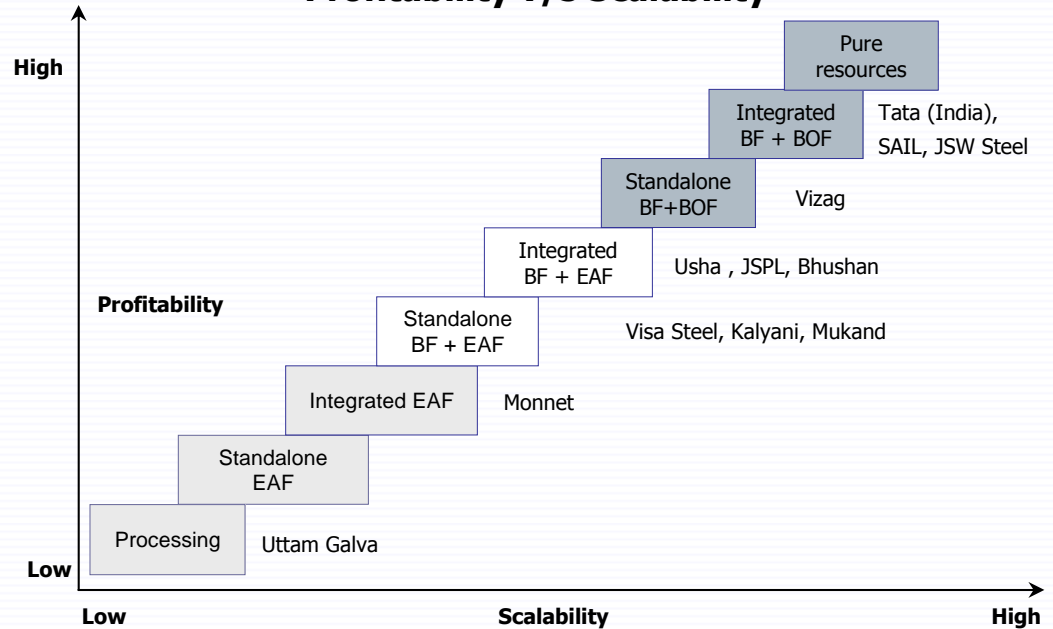 Profitability V/S Scalability
High
Pure
resources
Integrated
BF + BOF
Tata (India),
SAIL, JSW Steel
Standalone
BF+BOF
Vizag
Integrated
BF + EAF
Usha , JSPL, Bhushan
Profitability
Standalone
BF + EAF
Visa Steel, Kalyani, Mukand
Integrated EAF
Monnet
Standalone
EAF
Processing
Uttam Galva
Low
Low
Scalability
High